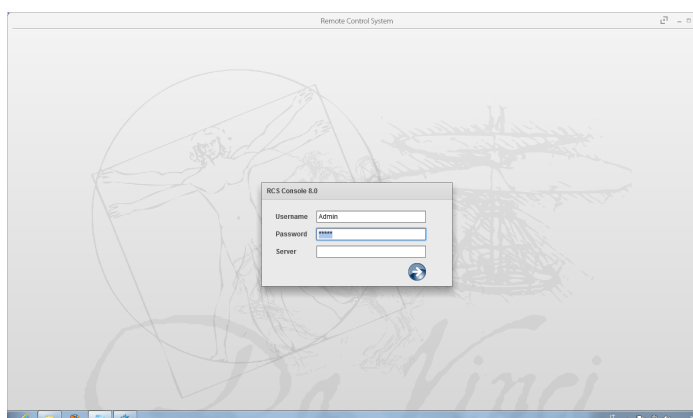 Remote Control System
RCS Console 8.0
Username Admin
Password *****
Server
Da Vinci